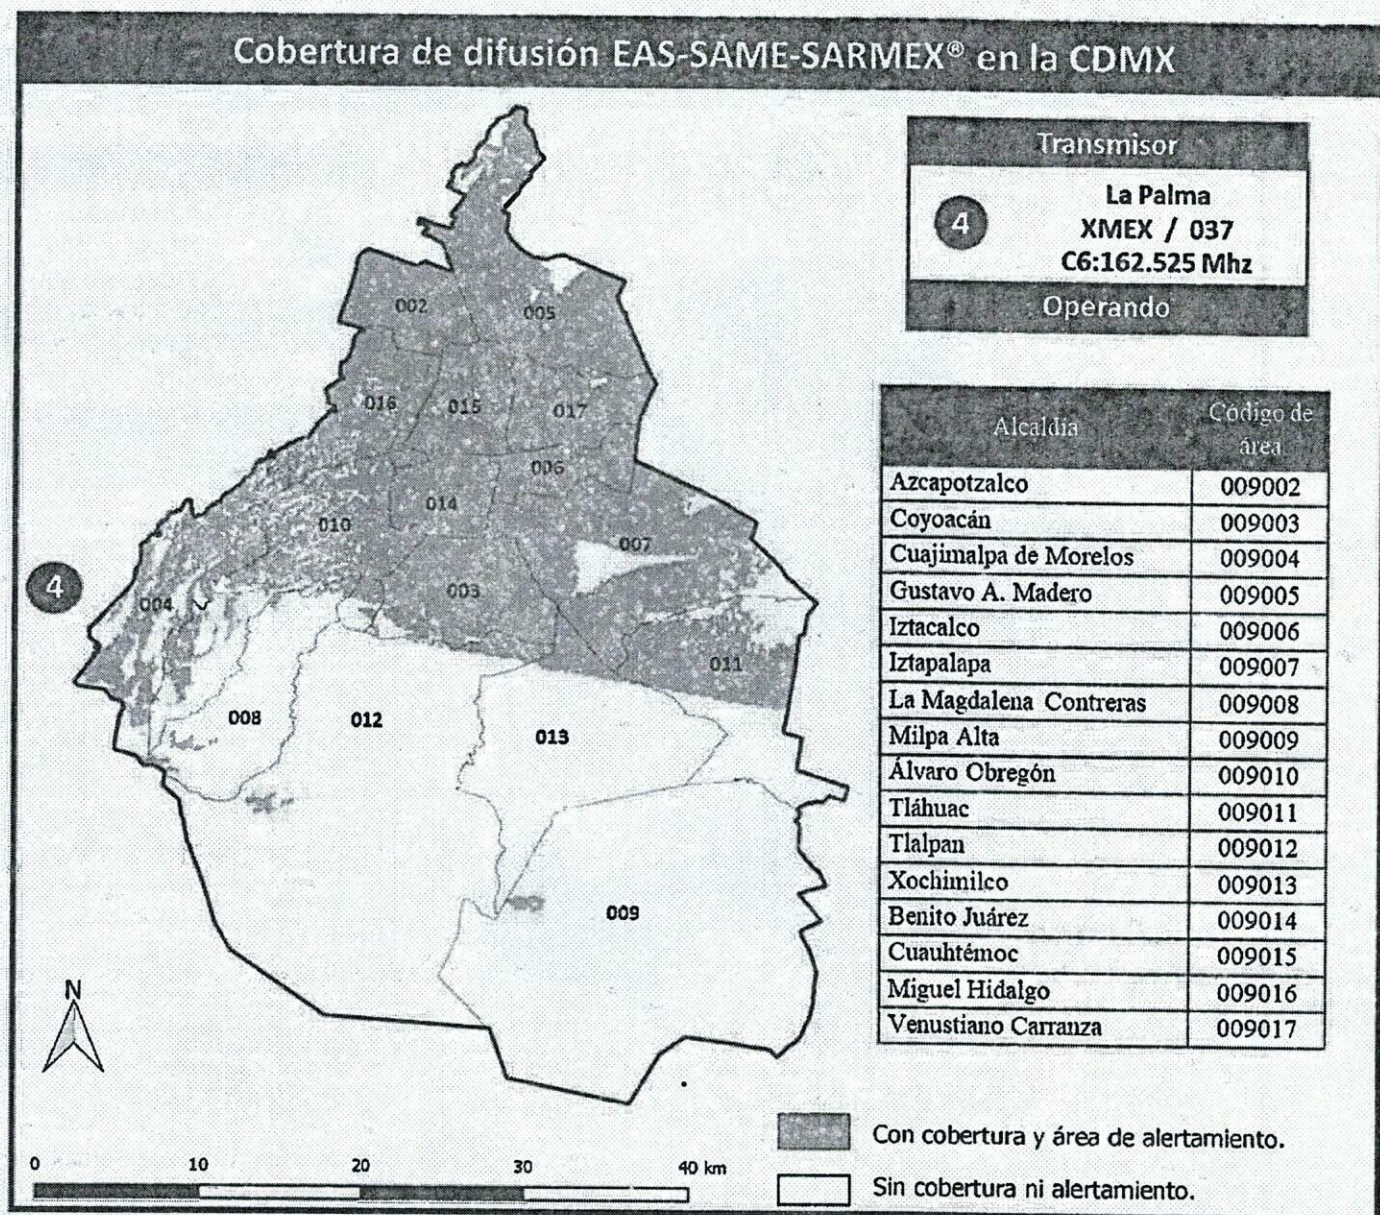 Cobertura de difusión EAS-SAME-SARMEX® en la CDMX
Transmisor
4
La Palma
XMEX / 037
C6:162.525 Mhz
Operando
002
005
016
015
017
006
014
010
007
003
4
004
011
008
012
013
009
Alcaldía Código de área
Azcapotzalco 009002
Coyoacán 009003
Cuajimalpa de Morelos 009004
Gustavo A. Madero 009005
Iztacalco 009006
Iztapalapa 009007
La Magdalena Contreras 009008
Milpa Alta 009009
Álvaro Obregón 009010
Tláhuac 009011
Tlalpan 009012
Xochimilco 009013
Benito Juárez 009014
Cuauhtémoc 009015
Miguel Hidalgo 009016
Venustiano Carranza 009017
N
0 10 20 30 40 km
Con cobertura y área de alertamiento.
Sin cobertura ni alertamiento.